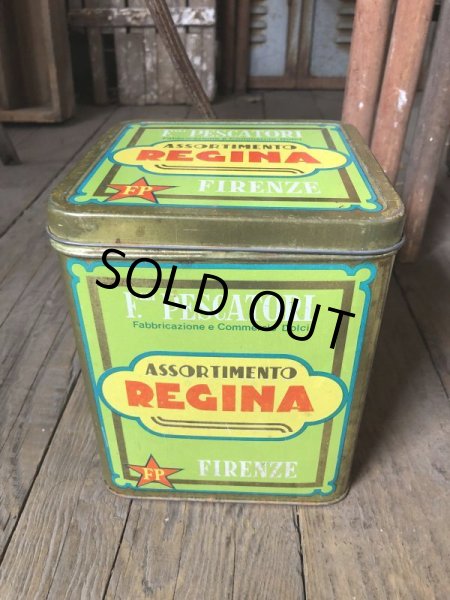 F.lli PESCATORI
ASSORTIMENTO
REGINA
FP
FIRENZE
SOLD OUT
F. PESCATORI
Fabbricazione e Commercio Dolci
ASSORTIMENTO
REGINA
FP
FIRENZE